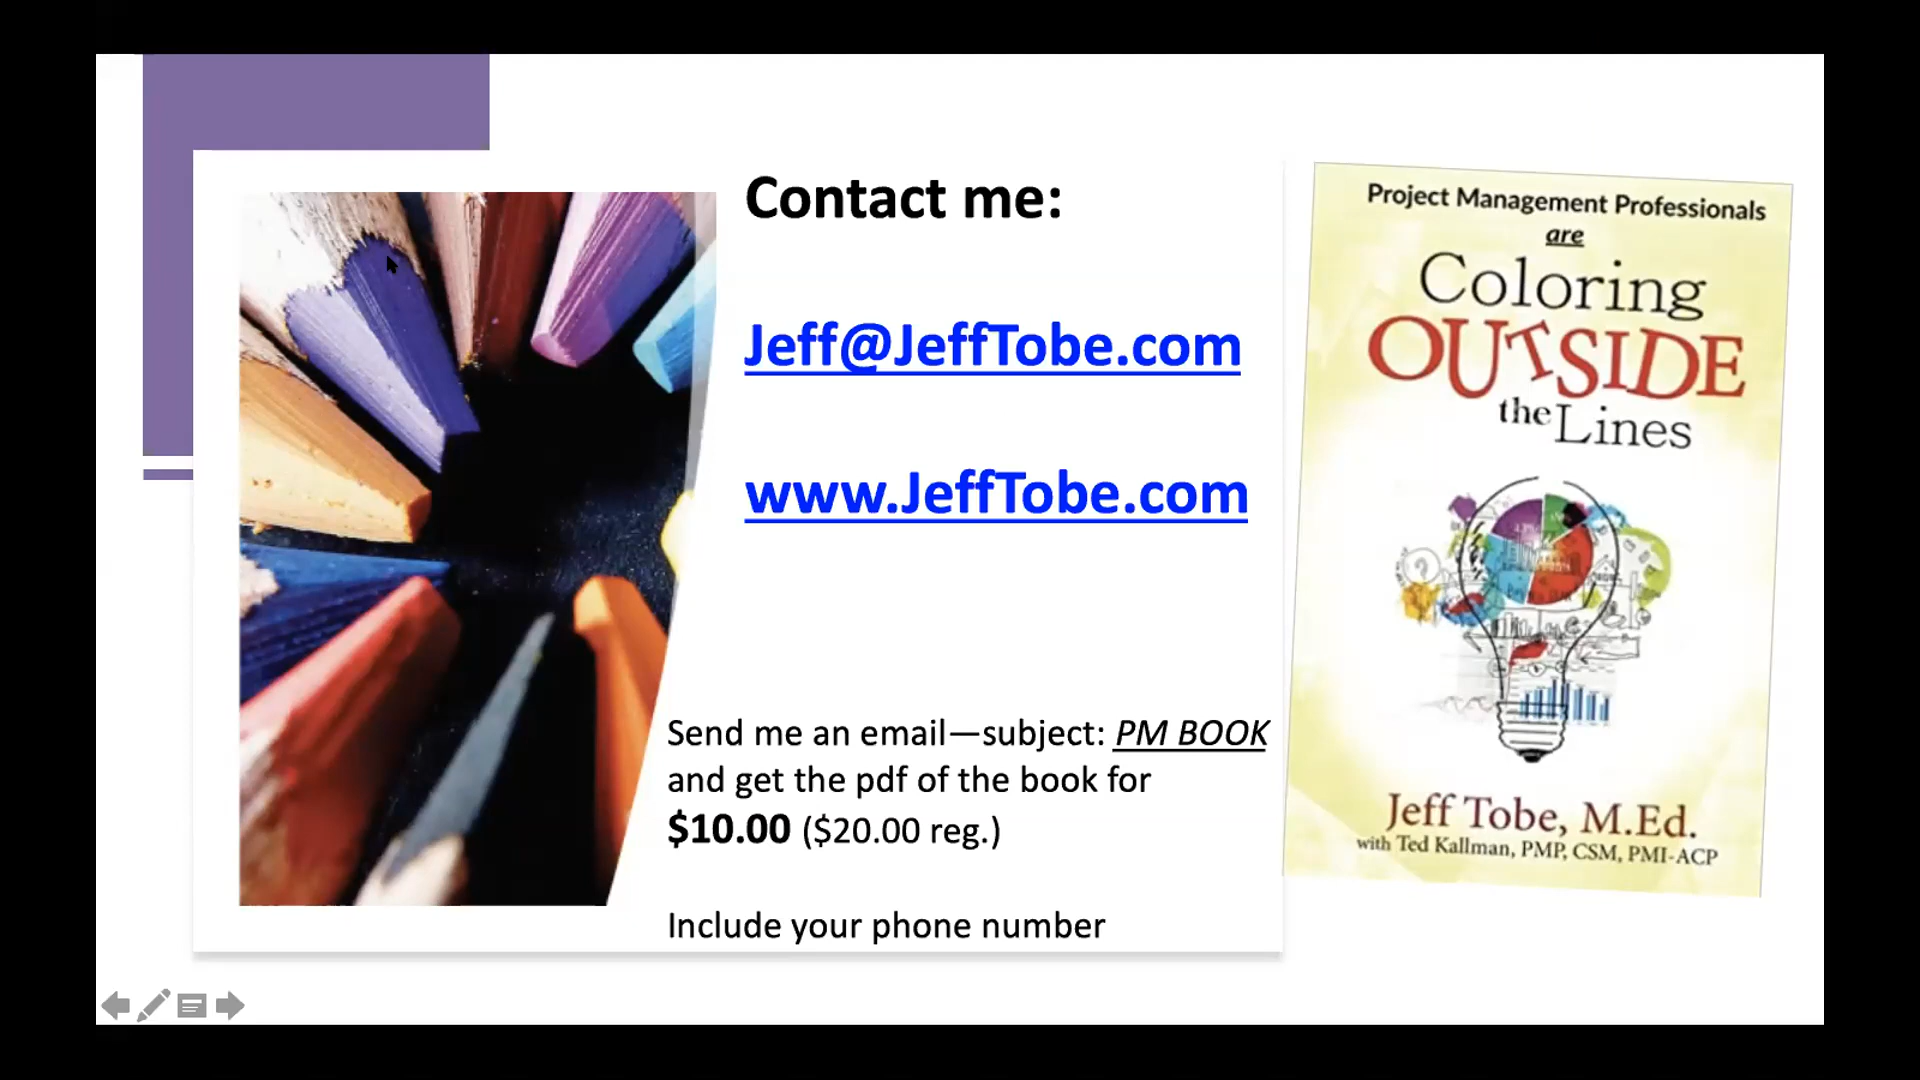 Contact me:
Jeff@JeffTobe.com
www.JeffTobe.com
Send me an email—subject: PM BOOK
and get the pdf of the book for
$10.00 ($20.00 reg.)
Include your phone number
Project Management Professionals
are
Coloring
OUTSIDE
the Lines
Jeff Tobe, M.Ed.
with Ted Kallman, PMP, CSM, PMI-ACP